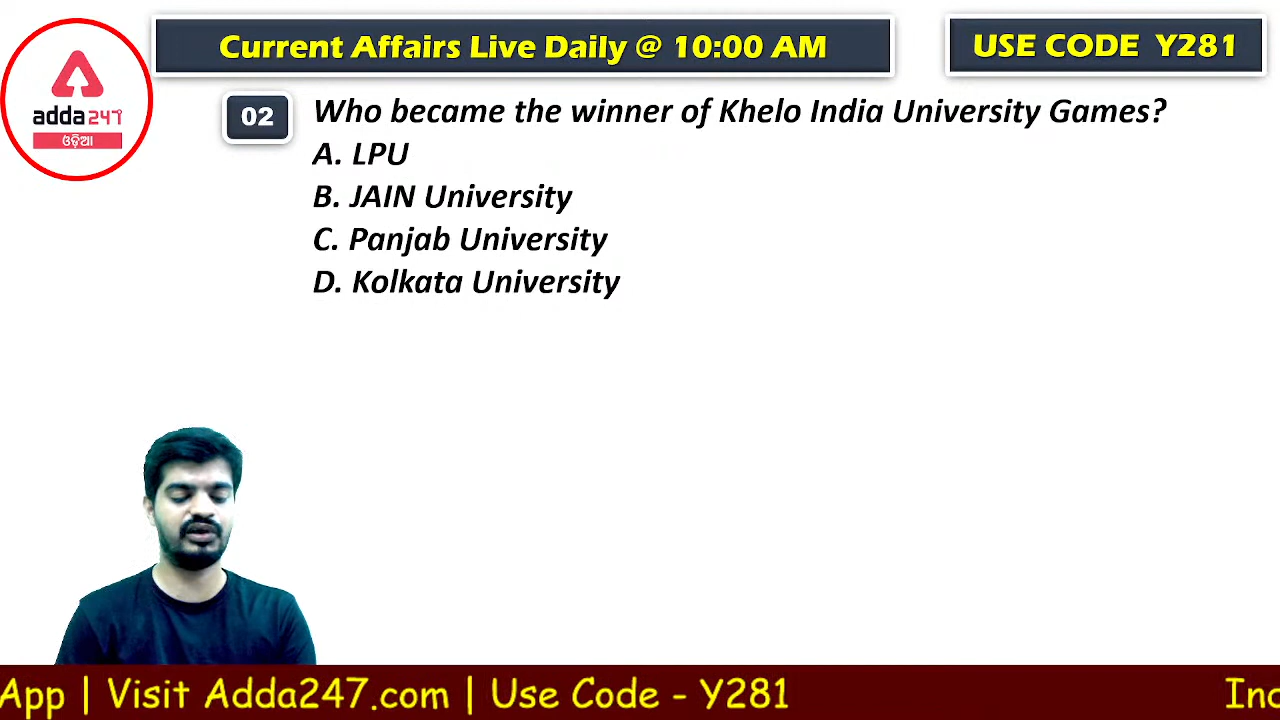 Current Affairs Live Daily @ 10:00 AM
USE CODE Y281
adda247
ଓଡ଼ିଆ
02
Who became the winner of Khelo India University Games?
A. LPU
B. JAIN University
C. Panjab University
D. Kolkata University
App | Visit Adda247.com | Use Code - Y281